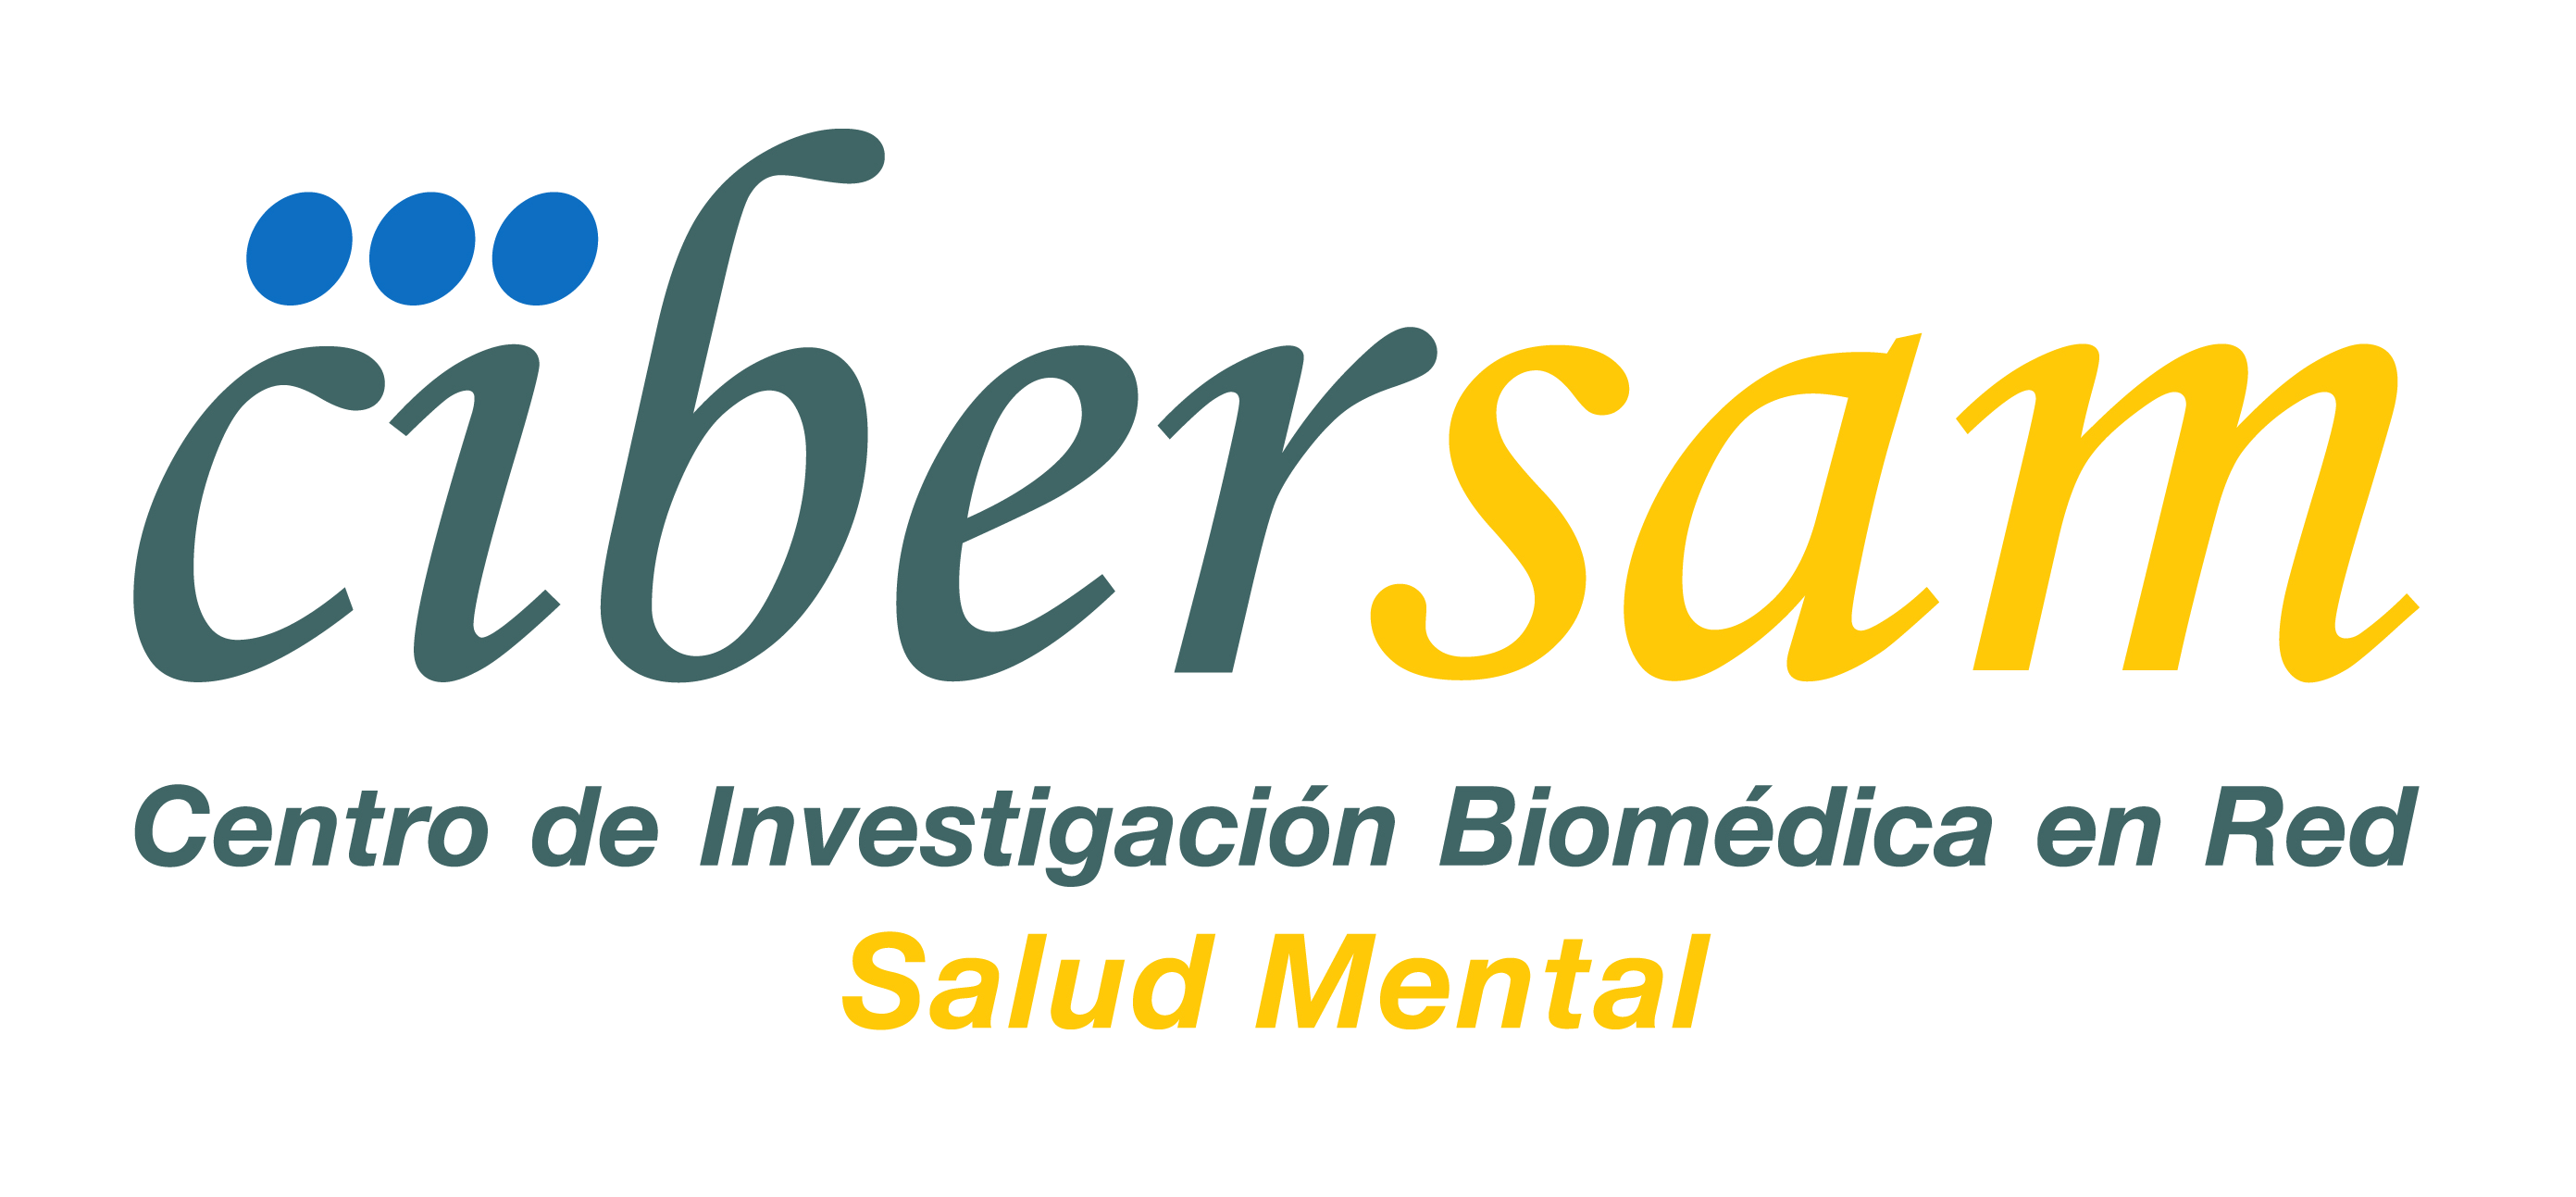 cibersam
Centro de Investigación Biomédica en Red
Salud Mental